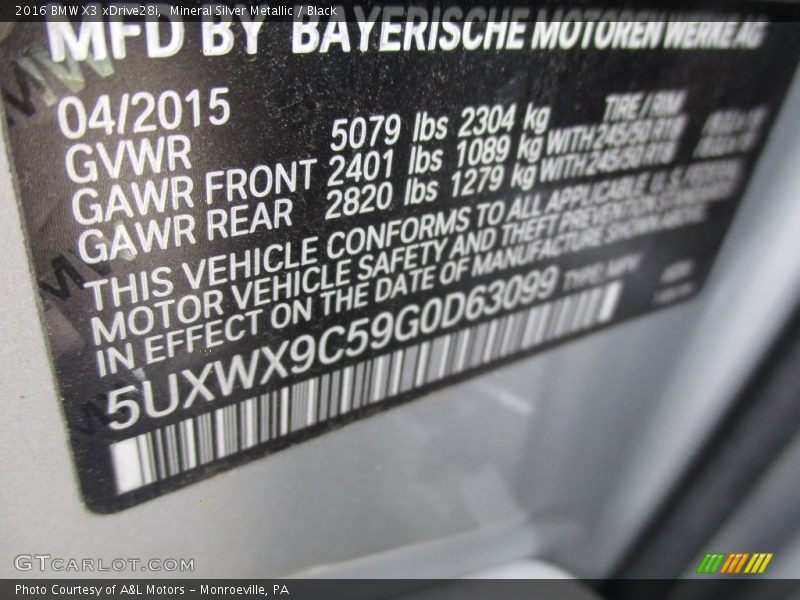 2016 BMW X3 xDrive28i, Mineral Silver Metallic / Black
MFD BY BAYERISCHE MOTOREN WERKE AG
04/2015
GVWR 5079 lbs 2304 kg TIRE / RIM
GAWR FRONT 2401 lbs 1089 kg WITH 245/50 R18
GAWR REAR 2820 lbs 1279 kg WITH 245/50 R18
THIS VEHICLE CONFORMS TO ALL APPLICABLE U.S. FEDERAL
MOTOR VEHICLE SAFETY AND THEFT PREVENTION STANDARDS
IN EFFECT ON THE DATE OF MANUFACTURE SHOWN ABOVE
5UXWX9C59G0D63099 TYPE: MPV
GTCARLOT.COM
Photo Courtesy of A&L Motors – Monroeville, PA